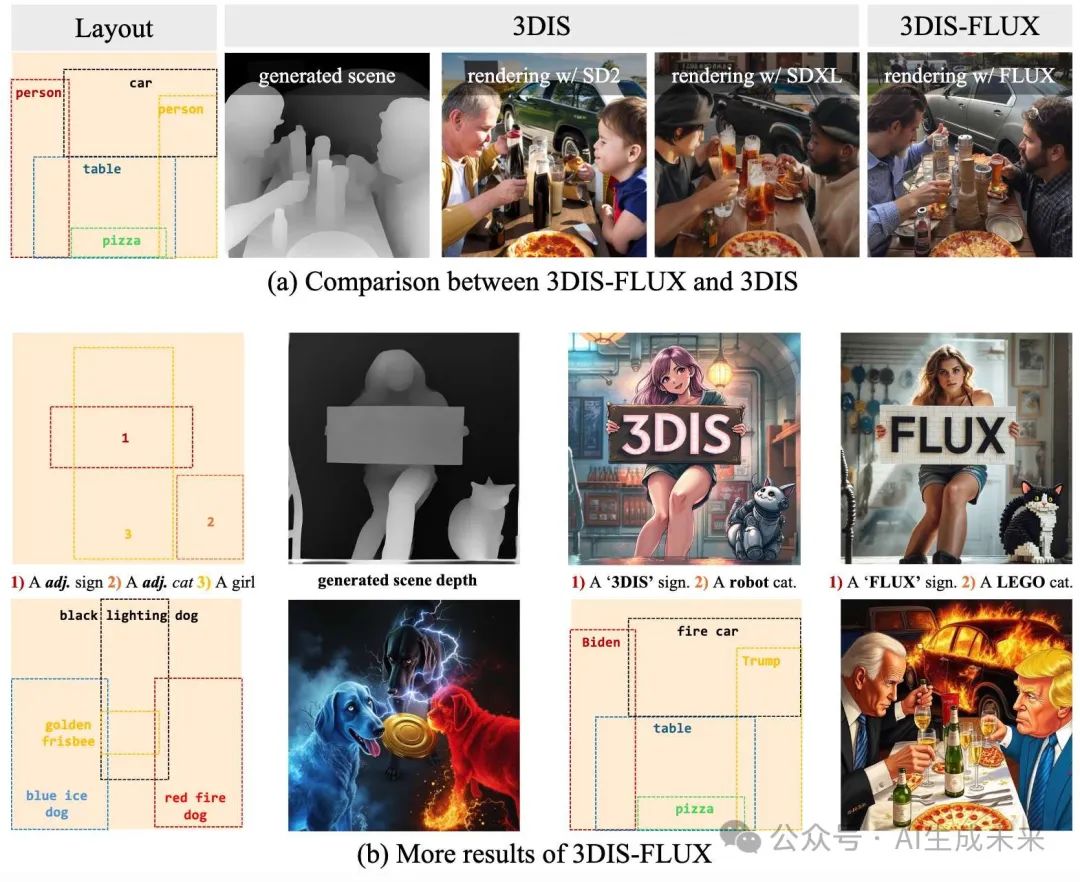 Layout
3DIS
3DIS-FLUX
person
car
person
table
pizza
generated scene
rendering w/ SD2
rendering w/ SDXL
rendering w/ FLUX
(a) Comparison between 3DIS-FLUX and 3DIS
1
2
3
3DIS
FLUX
1) A adj. sign 2) A adj. cat 3) A girl
generated scene depth
1) A ‘3DIS’ sign. 2) A robot cat.
1) A ‘FLUX’ sign. 2) A LEGO cat.
black lighting dog
golden
frisbee
blue ice
dog
red fire
dog
Biden
fire car
Trump
table
pizza
公众号 · AI生成未来
(b) More results of 3DIS-FLUX